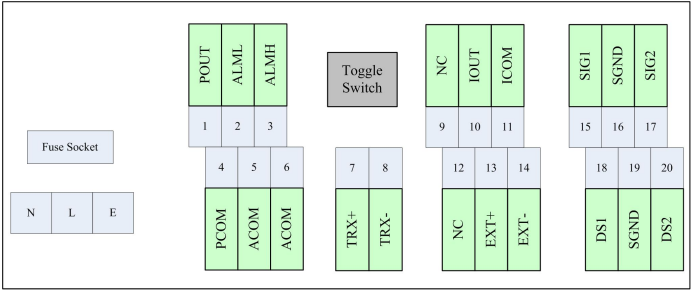 POUT ALML ALMH
Toggle
Switch
NC IOUT ICOM
SIG1 SGND SIG2
1 2 3
9 10 11
15 16 17
Fuse Socket
4 5 6
7 8
12 13 14
18 19 20
N L E
PCOM ACOM ACOM
TRX+ TRX-
NC EXT+ EXT-
DS1 SGND DS2